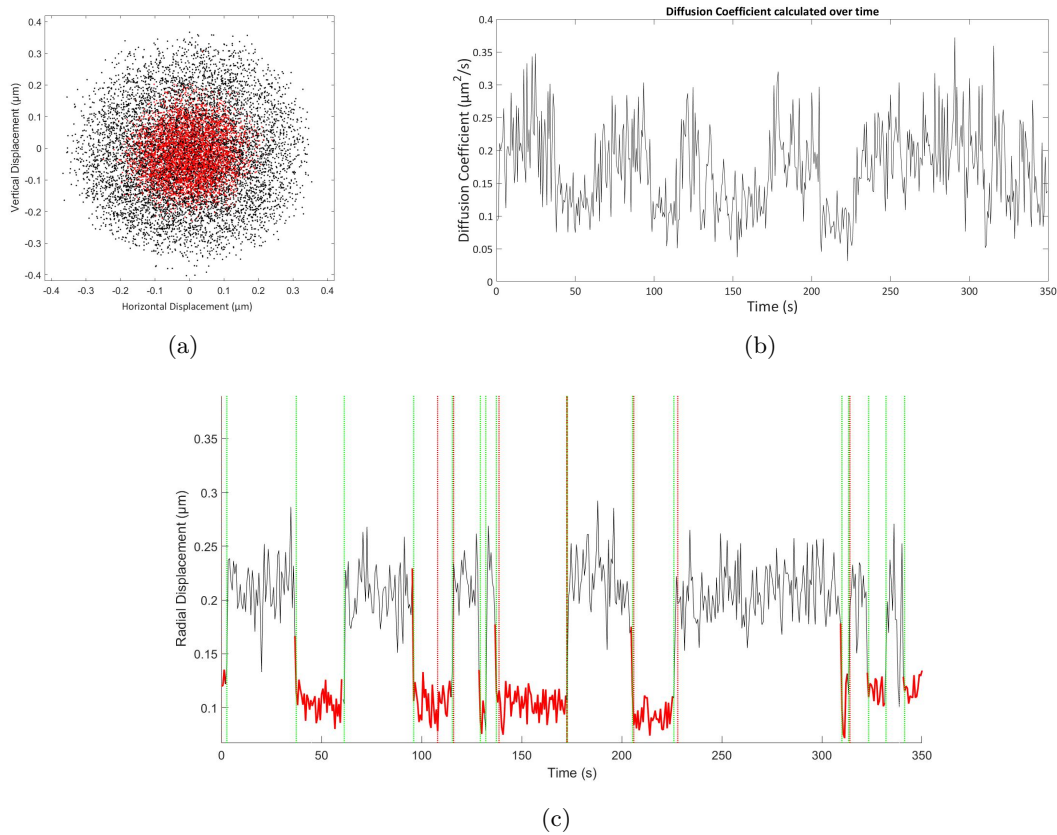 0.4
0.3
0.2
0.1
0
-0.1
-0.2
-0.3
-0.4
Vertical Displacement (µm)
-0.4 -0.3 -0.2 -0.1 0 0.1 0.2 0.3 0.4
Horizontal Displacement (µm)
(a)
Diffusion Coefficient calculated over time
0.4
0.35
0.3
0.25
0.2
0.15
0.1
0.05
0
Diffusion Coefficient (µm²/s)
0 50 100 150 200 250 300 350
Time (s)
(b)
0.35
0.3
0.25
0.2
0.15
0.1
Radial Displacement (µm)
0 50 100 150 200 250 300 350
Time (s)
(c)